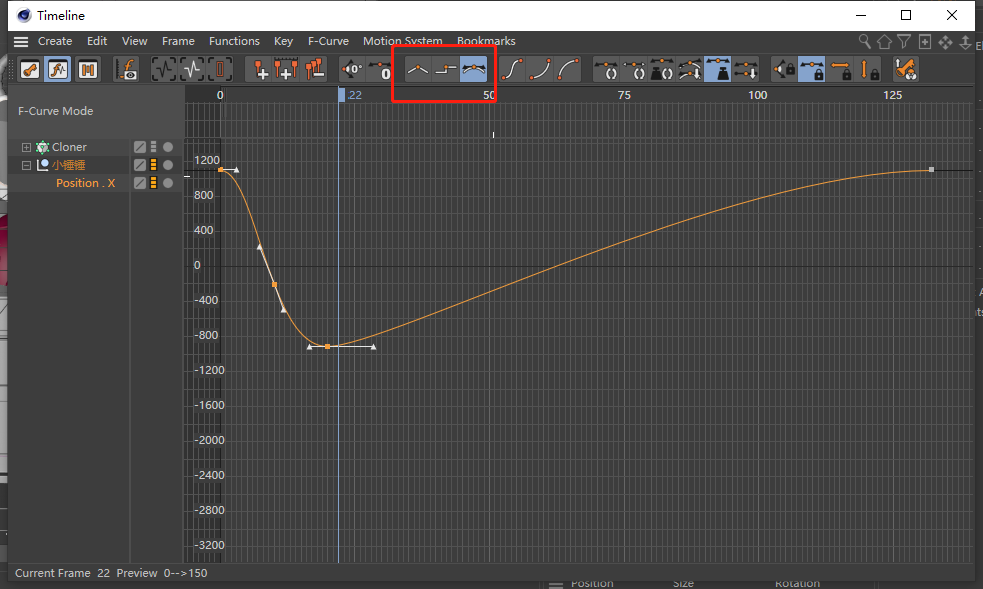 Timeline
Create Edit View Frame Functions Key F-Curve Motion System Bookmarks
0 22 50 75 100 125
F-Curve Mode
Cloner
小锤锤
Position . X
1200
800
400
0
-400
-800
-1200
-1600
-2000
-2400
-2800
-3200
Current Frame 22 Preview 0-->150
Position Size Rotation